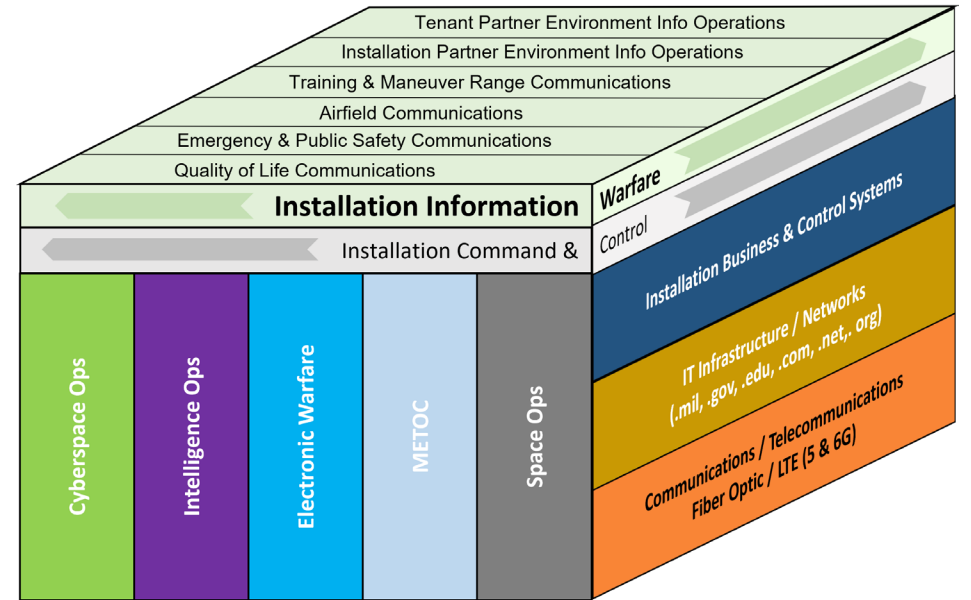 Tenant Partner Environment Info Operations
Installation Partner Environment Info Operations
Training & Maneuver Range Communications
Airfield Communications
Emergency & Public Safety Communications
Quality of Life Communications
Installation Information
Warfare
Installation Command &
Control
Cyberspace Ops
Intelligence Ops
Electronic Warfare
METOC
Space Ops
Installation Business & Control Systems
IT Infrastructure / Networks
(.mil, .gov, .edu, .com, .net,. org)
Communications / Telecommunications
Fiber Optic / LTE (5 & 6G)